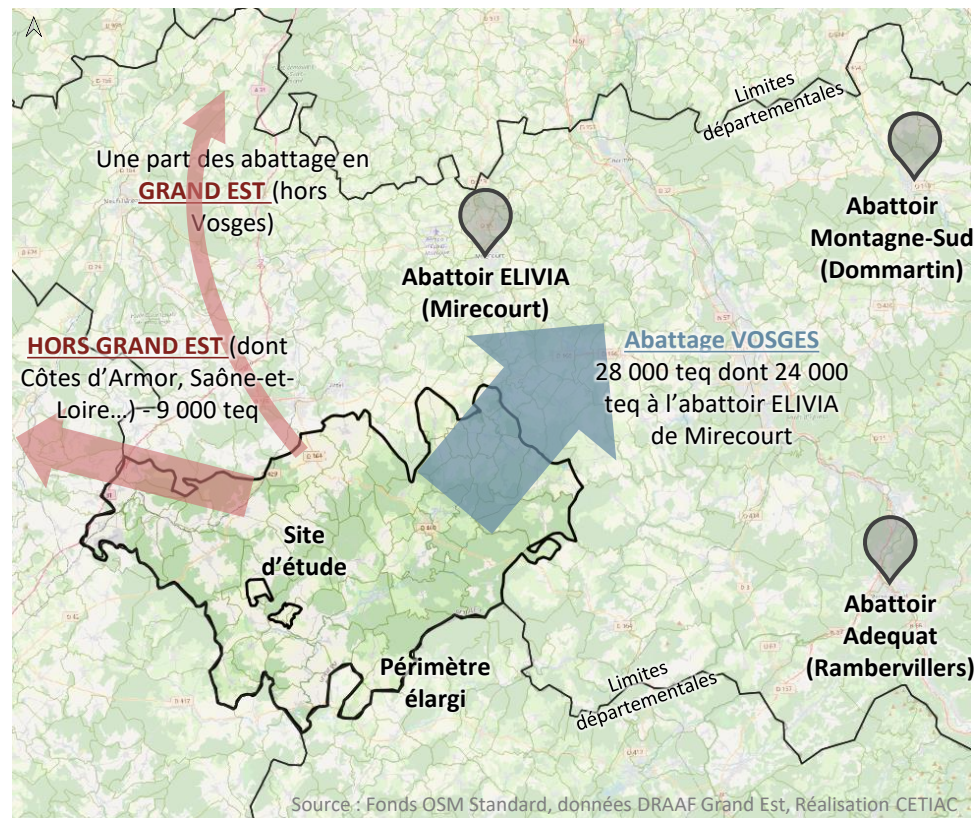 Limites
départementales
Une part des abattage en
GRAND EST (hors
Vosges)
Abattoir ELIVIA
(Mirecourt)
Abattoir
Montagne-Sud
(Dommartin)
HORS GRAND EST (dont
Côtes d’Armor, Saône-et-
Loire...) - 9 000 teq
Abattage VOSGES
28 000 teq dont 24 000
teq à l’abattoir ELIVIA
de Mirecourt
Site
d’étude
Périmètre
élargi
Abattoir
Adequat
(Rambervillers)
Limites
départementales
Source : Fonds OSM Standard, données DRAAF Grand Est, Réalisation CETIAC